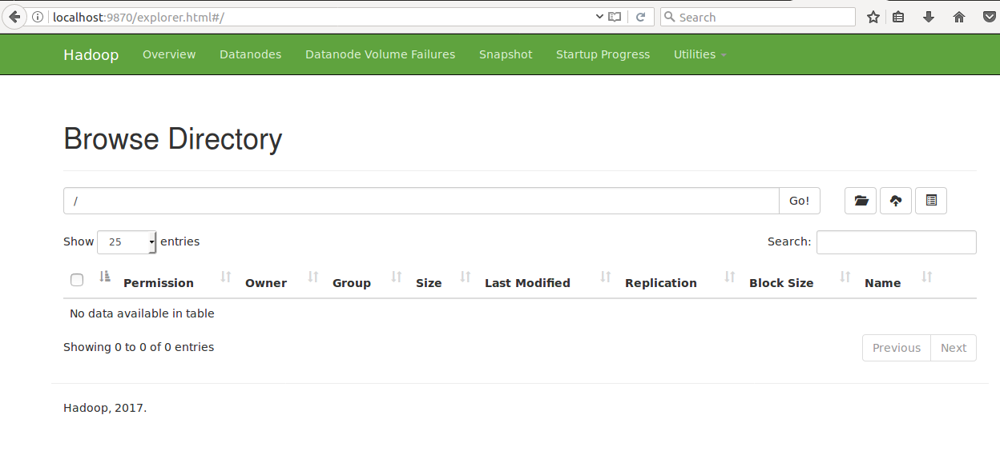 localhost:9870/explorer.html#/ Search
Hadoop Overview Datanodes Datanode Volume Failures Snapshot Startup Progress Utilities
Browse Directory
/ Go!
Show 25 entries Search:
Permission Owner Group Size Last Modified Replication Block Size Name
No data available in table
Showing 0 to 0 of 0 entries Previous Next
Hadoop, 2017.